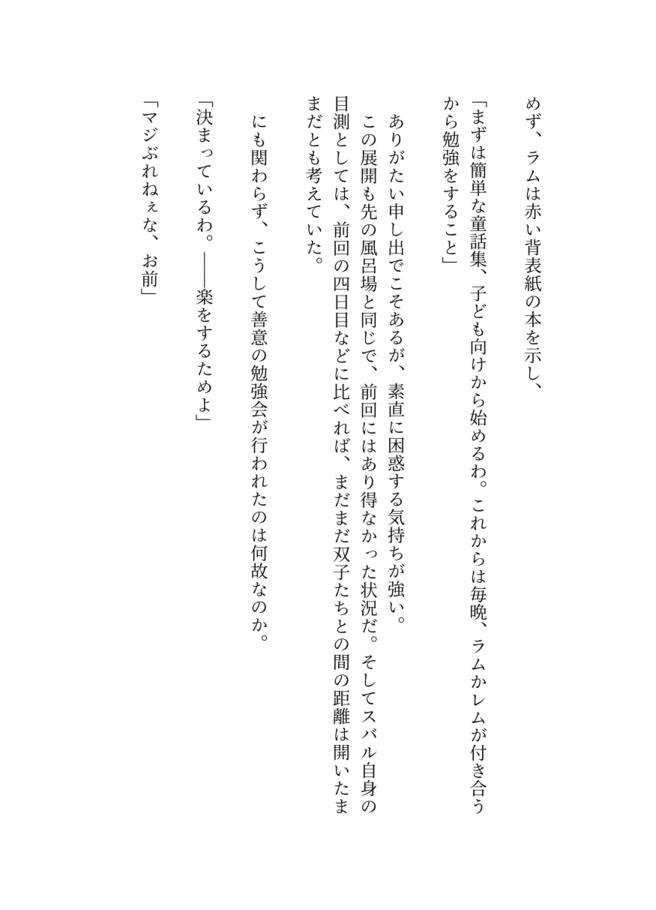 めず、ラムは赤い背表紙の本を示し、
「まずは簡単な童話集、子ども向けから始めるわ。これからは毎晩、ラムかレムが付き合う
から勉強をすること」
ありがたい申し出でこそあるが、素直に困惑する気持ちが強い。
この展開も先の風呂場と同じで、前回にはあり得なかった状況だ。そしてスバル自身の
目測としては、前回の四日目などに比べれば、まだまだ双子たちとの間の距離は開いたま
まだとも考えていた。
にも関わらず、こうして善意の勉強会が行われたのは何故なのか。
「決まっているわ。――楽をするためよ」
「マジぶれねぇな、お前」